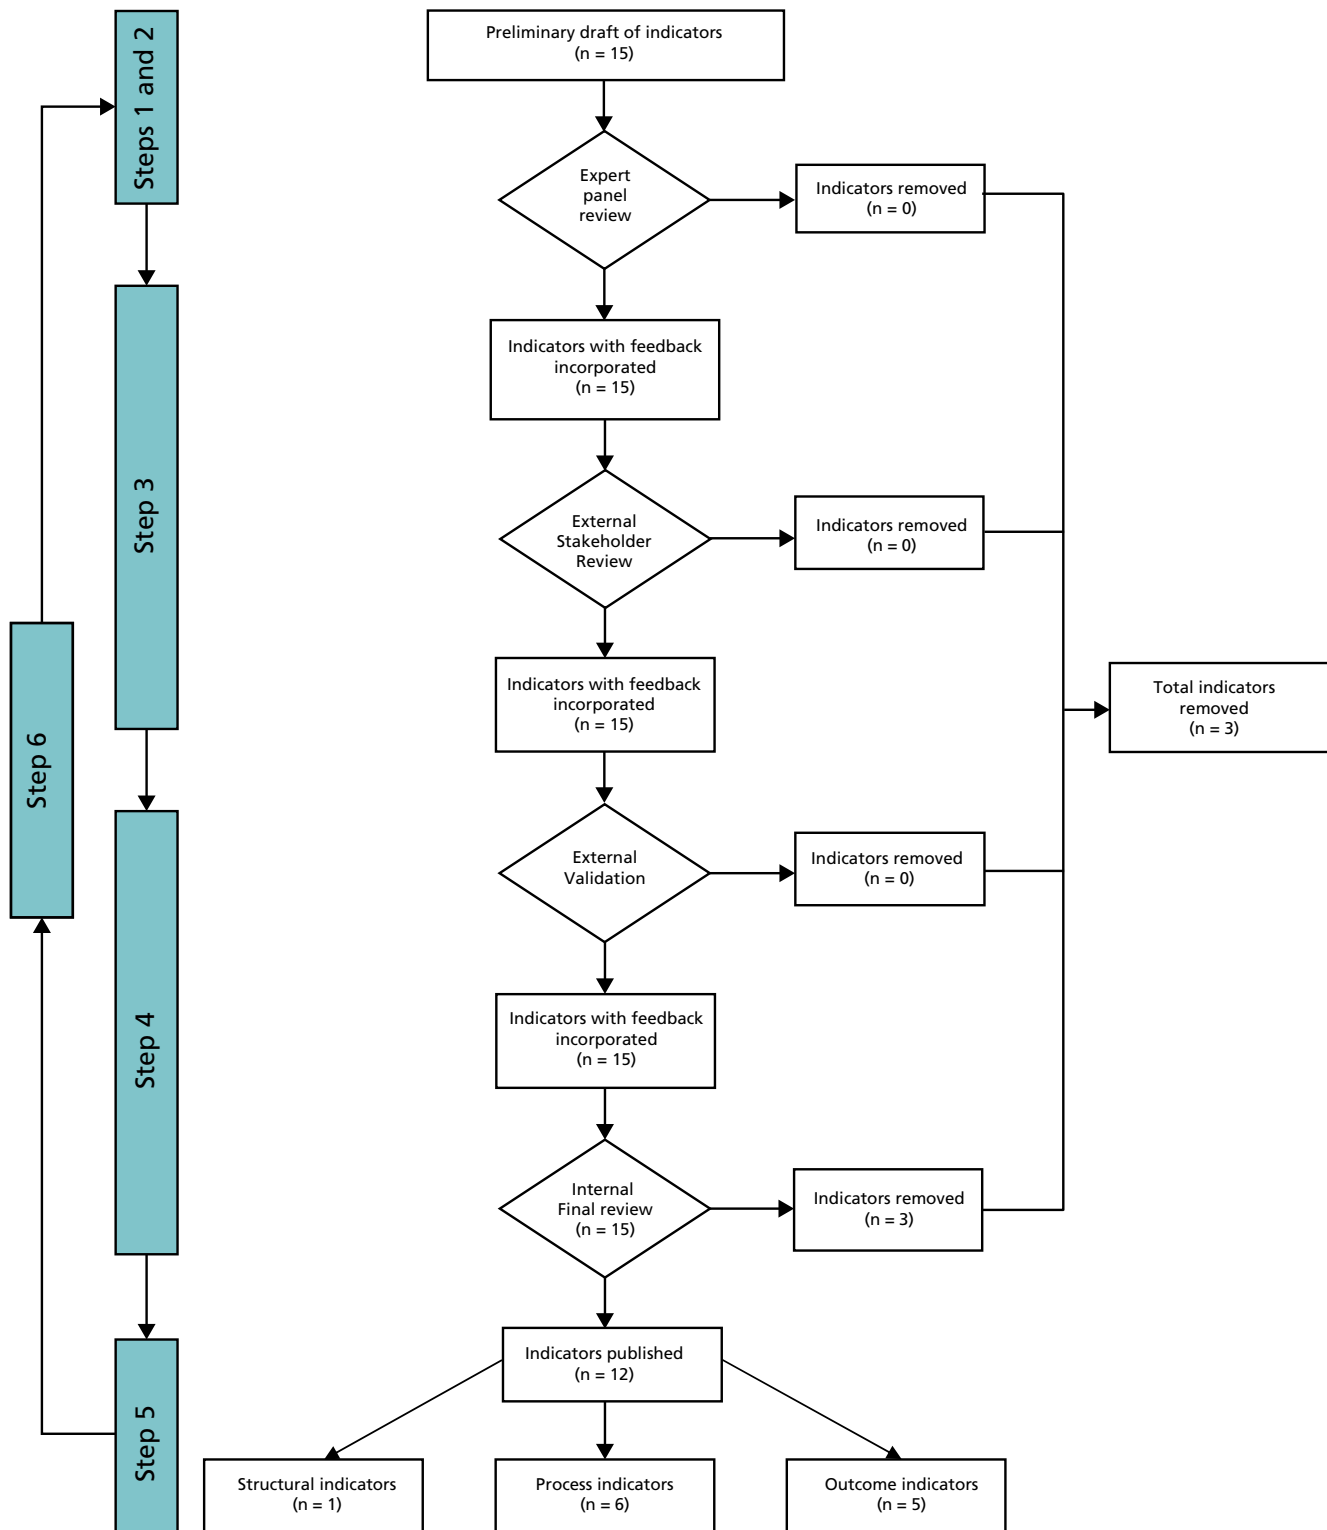 Steps 1 and 2
Step 3
Step 6
Step 4
Step 5
Preliminary draft of indicators
(n = 15)
Expert
panel
review
Indicators removed
(n = 0)
Indicators with feedback
incorporated
(n = 15)
External
Stakeholder
Review
Indicators removed
(n = 0)
Indicators with feedback
incorporated
(n = 15)
Total indicators
removed
(n = 3)
External
Validation
Indicators removed
(n = 0)
Indicators with feedback
incorporated
(n = 15)
Internal
Final review
(n = 15)
Indicators removed
(n = 3)
Indicators published
(n = 12)
Structural indicators
(n = 1)
Process indicators
(n = 6)
Outcome indicators
(n = 5)